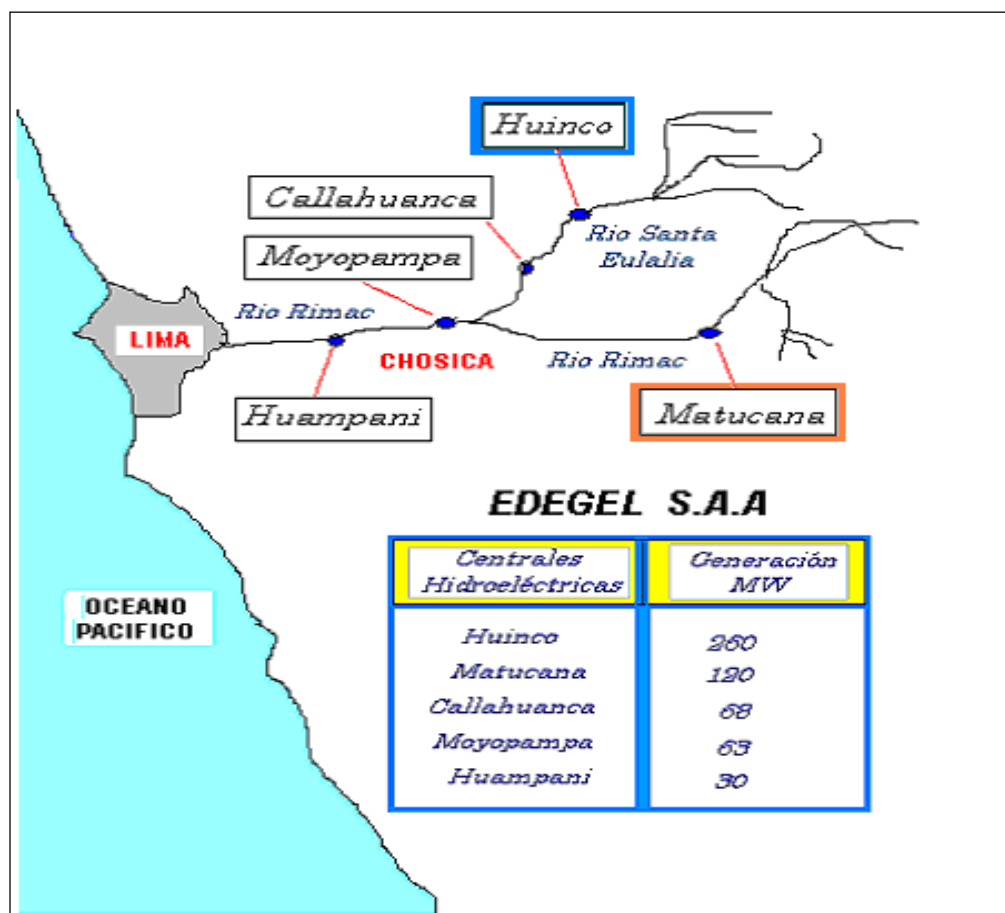 Huinco
Callahuanca
Moyopampa
Rio Santa
Eulalia
Rio Rimac
LIMA
CHOSICA
Rio Rimac
Huampani
Matucana
EDEGEL S.A.A
Centrales
Hidroeléctricas
Generación
MW
OCEANO
PACIFICO
Huinco 260
Matucana 120
Callahuanca 68
Moyopampa 63
Huampani 30